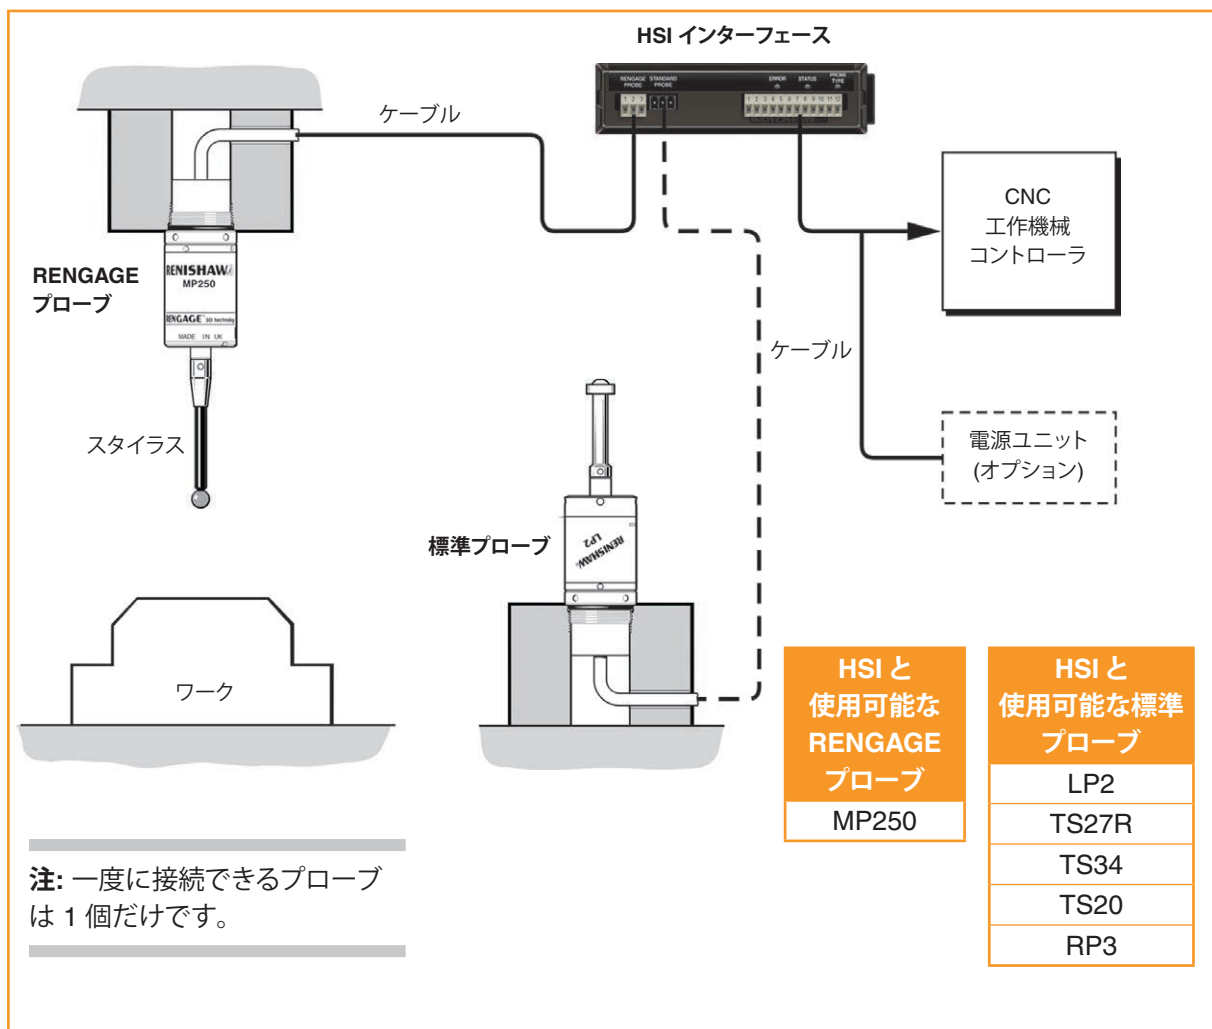 HSI インターフェース
RENGAGE PROBE
STANDARD PROBE
ERROR
STATUS
PROBE TYPE
1 2 3
1 2 3 4 5 6 7 8 9 10 11 12
ケーブル
CNC
工作機械
コントローラ
RENGAGE
プローブ
RENISHAW
MP250
RENGAGE™ 3D technology
MADE IN UK
スタイラス
ケーブル
電源ユニット
(オプション)
標準プローブ
RENISHAW
LP2
ワーク
HSI と
使用可能な
RENGAGE
プローブ
MP250
HSI と
使用可能な標準
プローブ
LP2
TS27R
TS34
TS20
RP3
注: 一度に接続できるプローブ
は 1 個だけです。